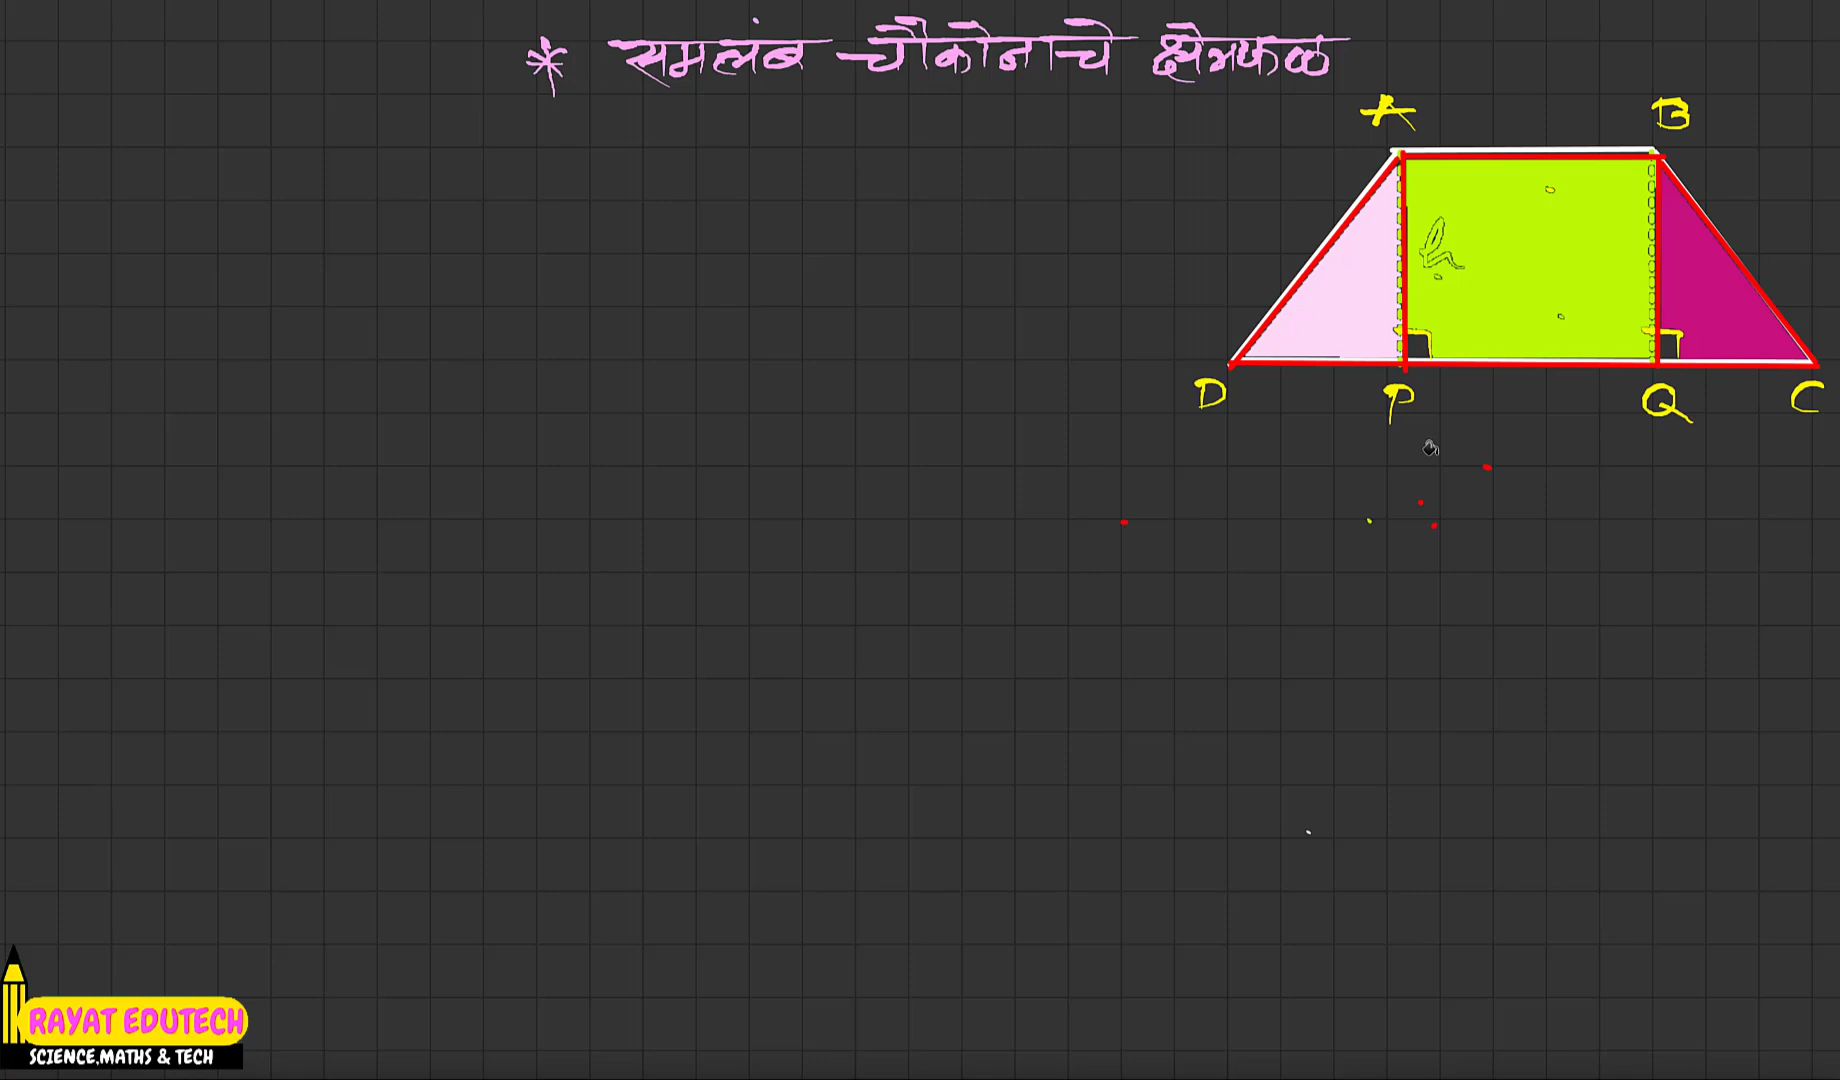 * समलंब चौकोनाचे क्षेत्रफळ
A B
h
D P Q C
RAYAT EDUTECH
SCIENCE,MATHS & TECH